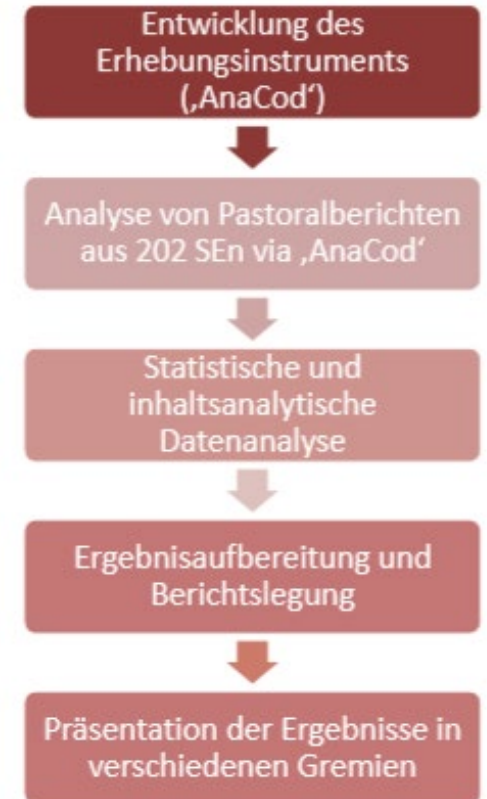 Entwicklung des
Erhebungsinstruments
(‚AnaCod‘)
Analyse von Pastoralberichten
aus 202 SEn via ‚AnaCod‘
Statistische und
inhaltsanalytische
Datenanalyse
Ergebnisaufbereitung und
Berichtslegung
Präsentation der Ergebnisse in
verschiedenen Gremien